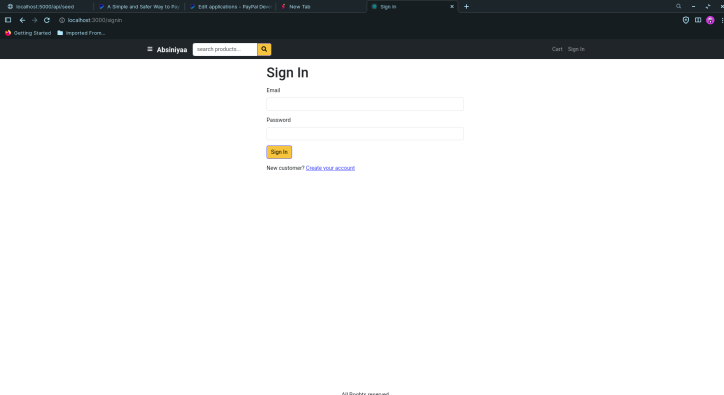 localhost:5000/api/seed
A Simple and Safer Way to Pay
Edit applications - PayPal Dev
New Tab
Sign In
localhost:3000/signin
Getting Started
Imported From...
Absiniyaa
search products...
Cart
Sign In
Sign In
Email
Password
Sign In
New customer? Create your account
All Rights reserved